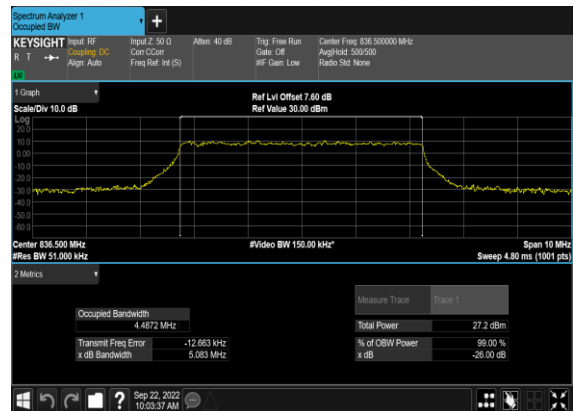 Spectrum Analyzer 1
Occupied BW
KEYSIGHT
R T
LU
Input: RF
Coupling: DC
Align: Auto
Input Z: 50 Ω
Corr CCorr
Freq Ref: Int (S)
Atten: 40 dB
Trig: Free Run
Gate: Off
#IF Gain: Low
Center Freq: 836.500000 MHz
Avg|Hold: 500/500
Radio Std: None
1 Graph
Scale/Div 10.0 dB
Ref Lvl Offset 7.60 dB
Ref Value 30.00 dBm
Log
20.0
10.0
0.00
-10.0
-20.0
-30.0
-40.0
-50.0
-60.0
Center 836.500 MHz
#Res BW 51.000 kHz
#Video BW 150.00 kHz*
Span 10 MHz
Sweep 4.80 ms (1001 pts)
2 Metrics
Measure Trace Trace 1
Occupied Bandwidth
4.4872 MHz
Total Power 27.2 dBm
Transmit Freq Error -12.663 kHz
% of OBW Power 99.00 %
x dB Bandwidth 5.083 MHz
x dB -26.00 dB
?
Sep 22, 2022
10:03:37 AM